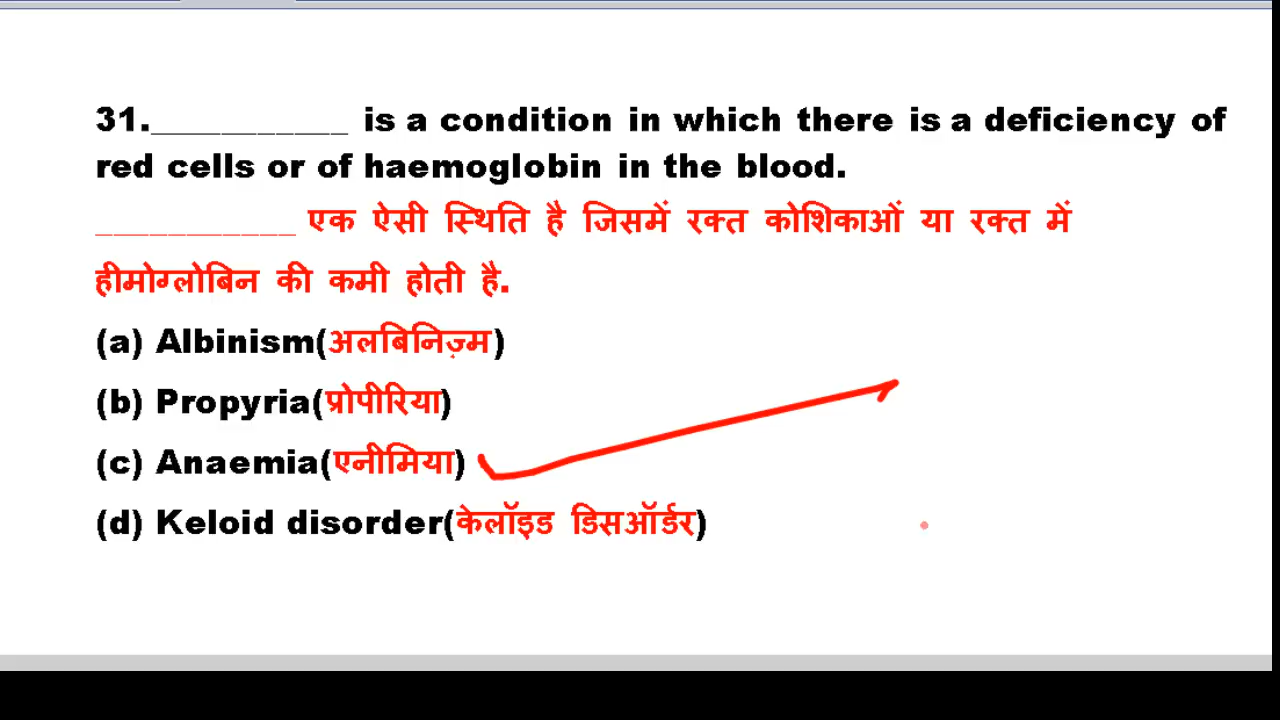 31.___________ is a condition in which there is a deficiency of
red cells or of haemoglobin in the blood.
___________ एक ऐसी स्थिति है जिसमें रक्त कोशिकाओं या रक्त में
हीमोग्लोबिन की कमी होती है.
(a) Albinism(अलबिनिज़्म)
(b) Propyria(प्रोपीरिया)
(c) Anaemia(एनीमिया)
(d) Keloid disorder(केलॉइड डिसऑर्डर)